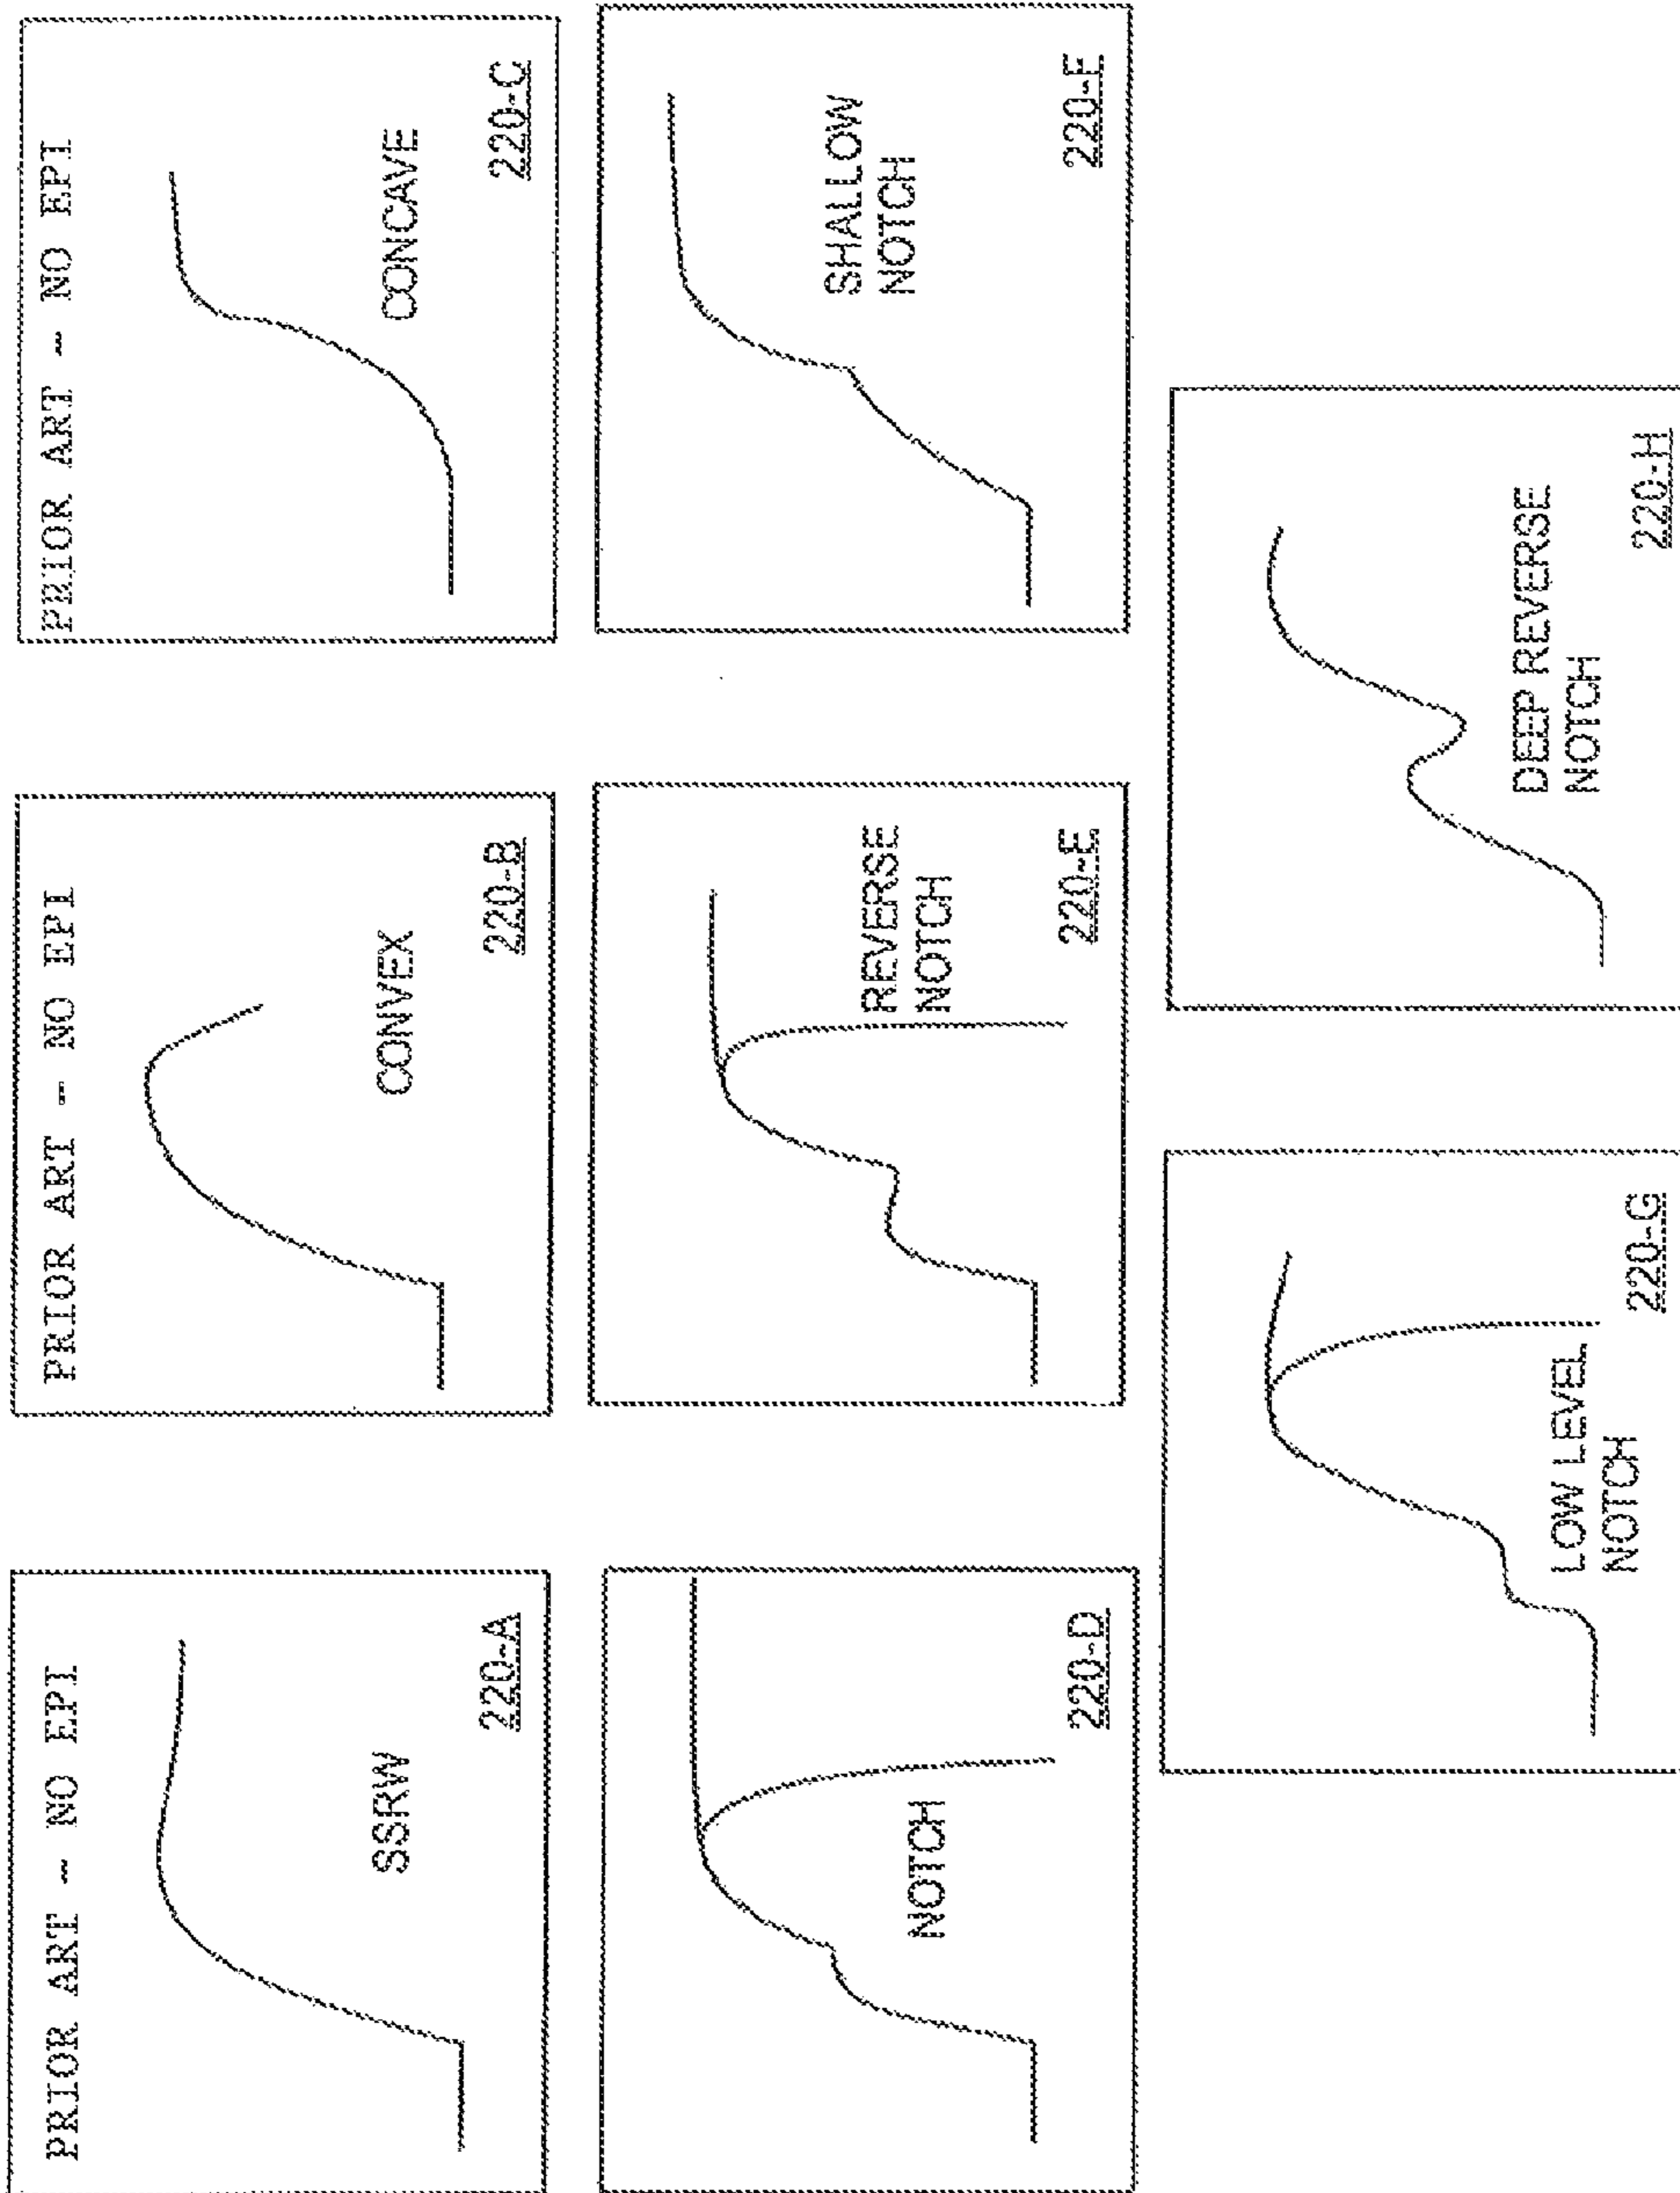 PRIOR ART - NO EPI
SSRW
220-A
PRIOR ART - NO EPI
CONVEX
220-B
PRIOR ART - NO EPI
CONCAVE
220-C
NOTCH
220-D
REVERSE
NOTCH
220-E
SHALLOW
NOTCH
220-F
LOW LEVEL
NOTCH
220-G
DEEP REVERSE
NOTCH
220-H